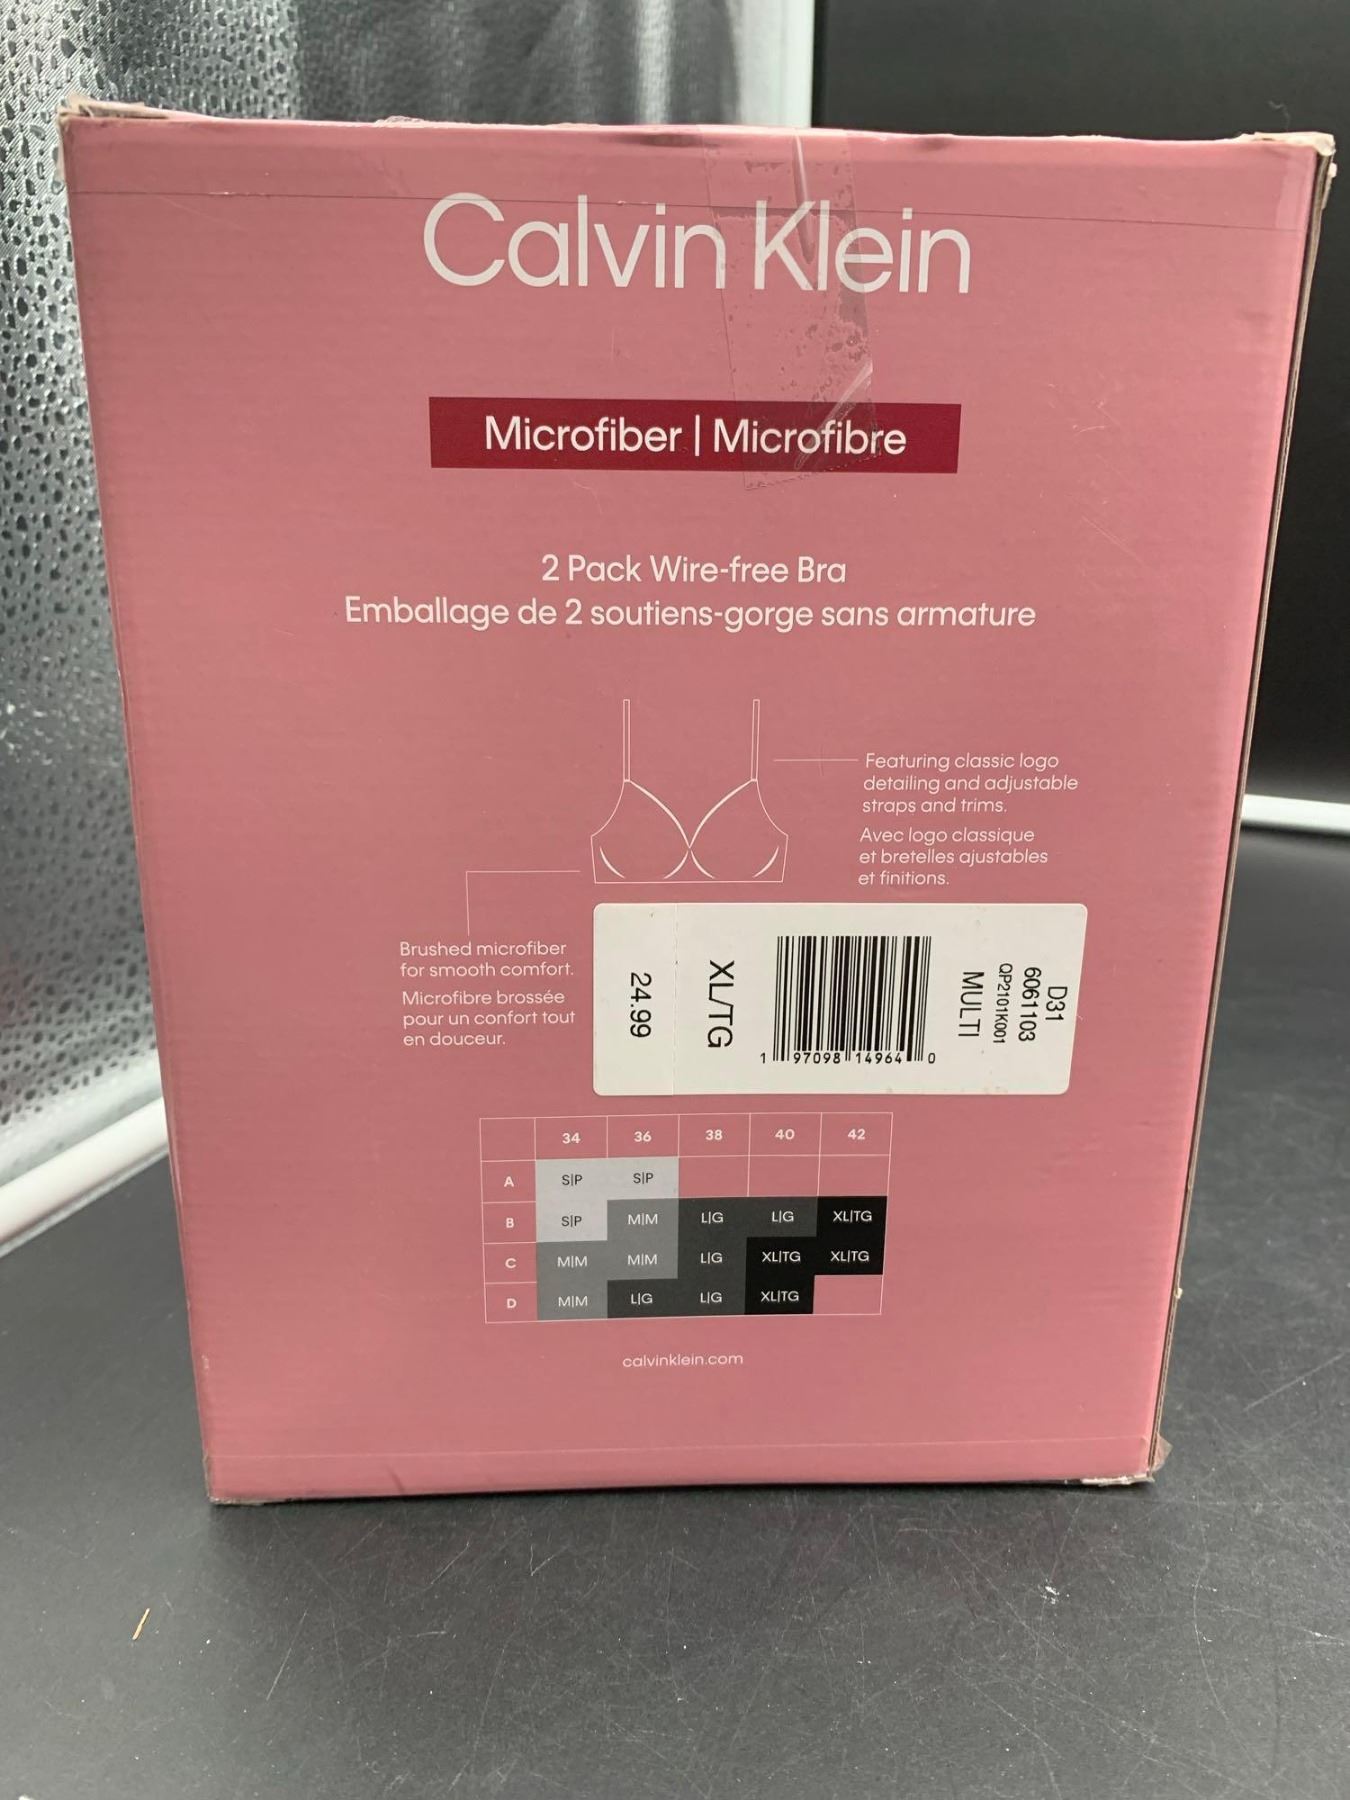 Calvin Klein
Microfiber | Microfibre
2 Pack Wire-free Bra
Emballage de 2 soutiens-gorge sans armature
Featuring classic logo
detailing and adjustable
straps and trims.
Avec logo classique
et bretelles ajustables
et finitions.
Brushed microfiber
for smooth comfort.
Microfibre brossée
pour un confort tout
en douceur.
D31
6061103
QP2101K001
MULTI
1 97098 14964 0
XL/TG
24.99
34 36 38 40 42
A S|P S|P
B S|P M|M L|G L|G XL|TG
C M|M M|M L|G XL|TG XL|TG
D M|M L|G L|G XL|TG
calvinklein.com